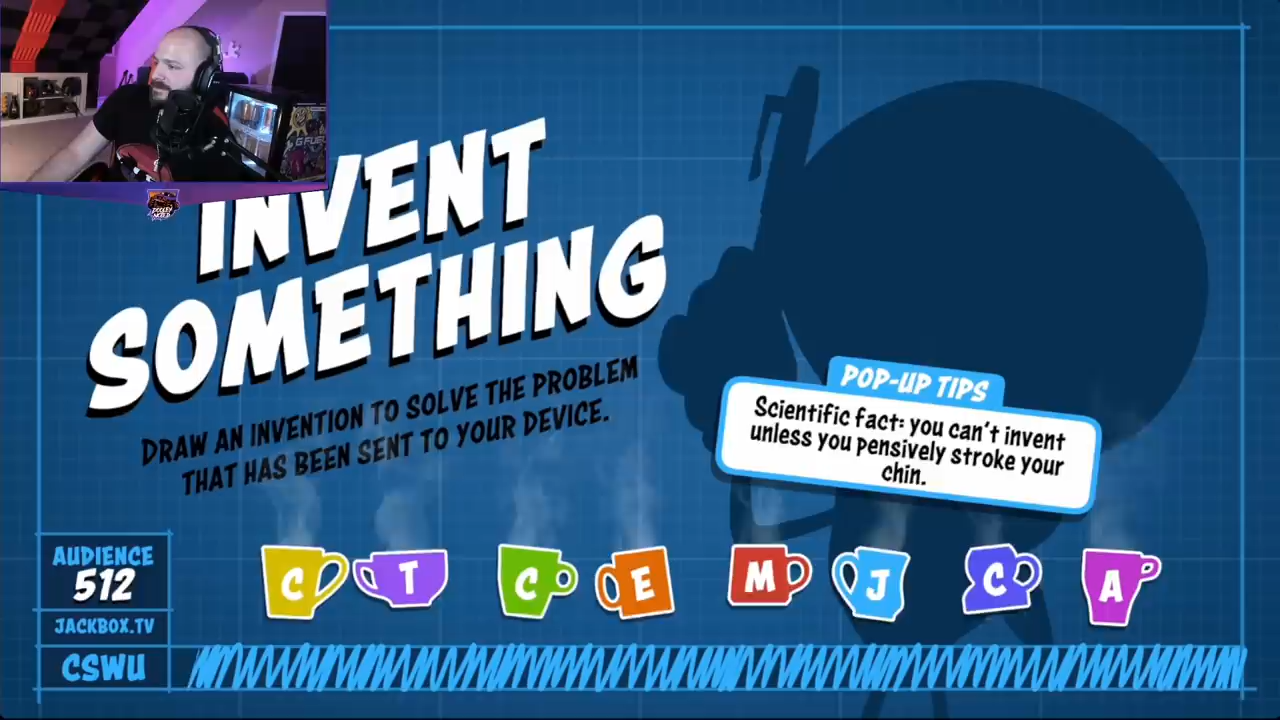 INVENT
SOMETHING
DRAW AN INVENTION TO SOLVE THE PROBLEM
THAT HAS BEEN SENT TO YOUR DEVICE.
POP-UP TIPS
Scientific fact: you can't invent
unless you pensively stroke your
chin.
AUDIENCE
512
JACKBOX.TV
CSWU
C T C E M J C A